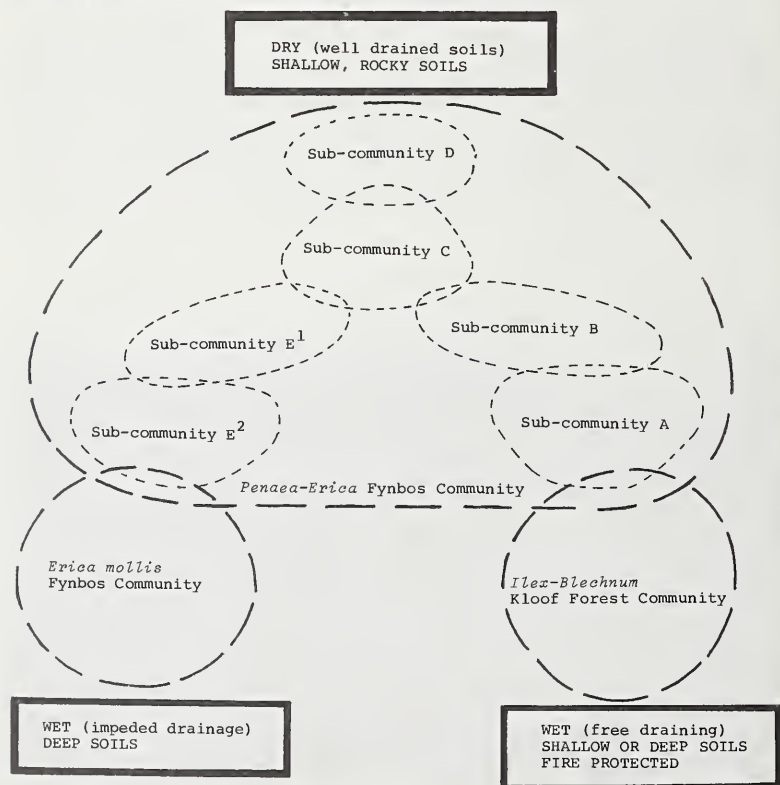 DRY (well drained soils)
SHALLOW, ROCKY SOILS
Sub-community D
Sub-community C
Sub-community E¹
Sub-community B
Sub-community E²
Sub-community A
Penaea-Erica Fynbos Community
Erica mollis
Fynbos Community
Ilex-Blechnum
Kloof Forest Community
WET (impeded drainage)
DEEP SOILS
WET (free draining)
SHALLOW OR DEEP SOILS
FIRE PROTECTED